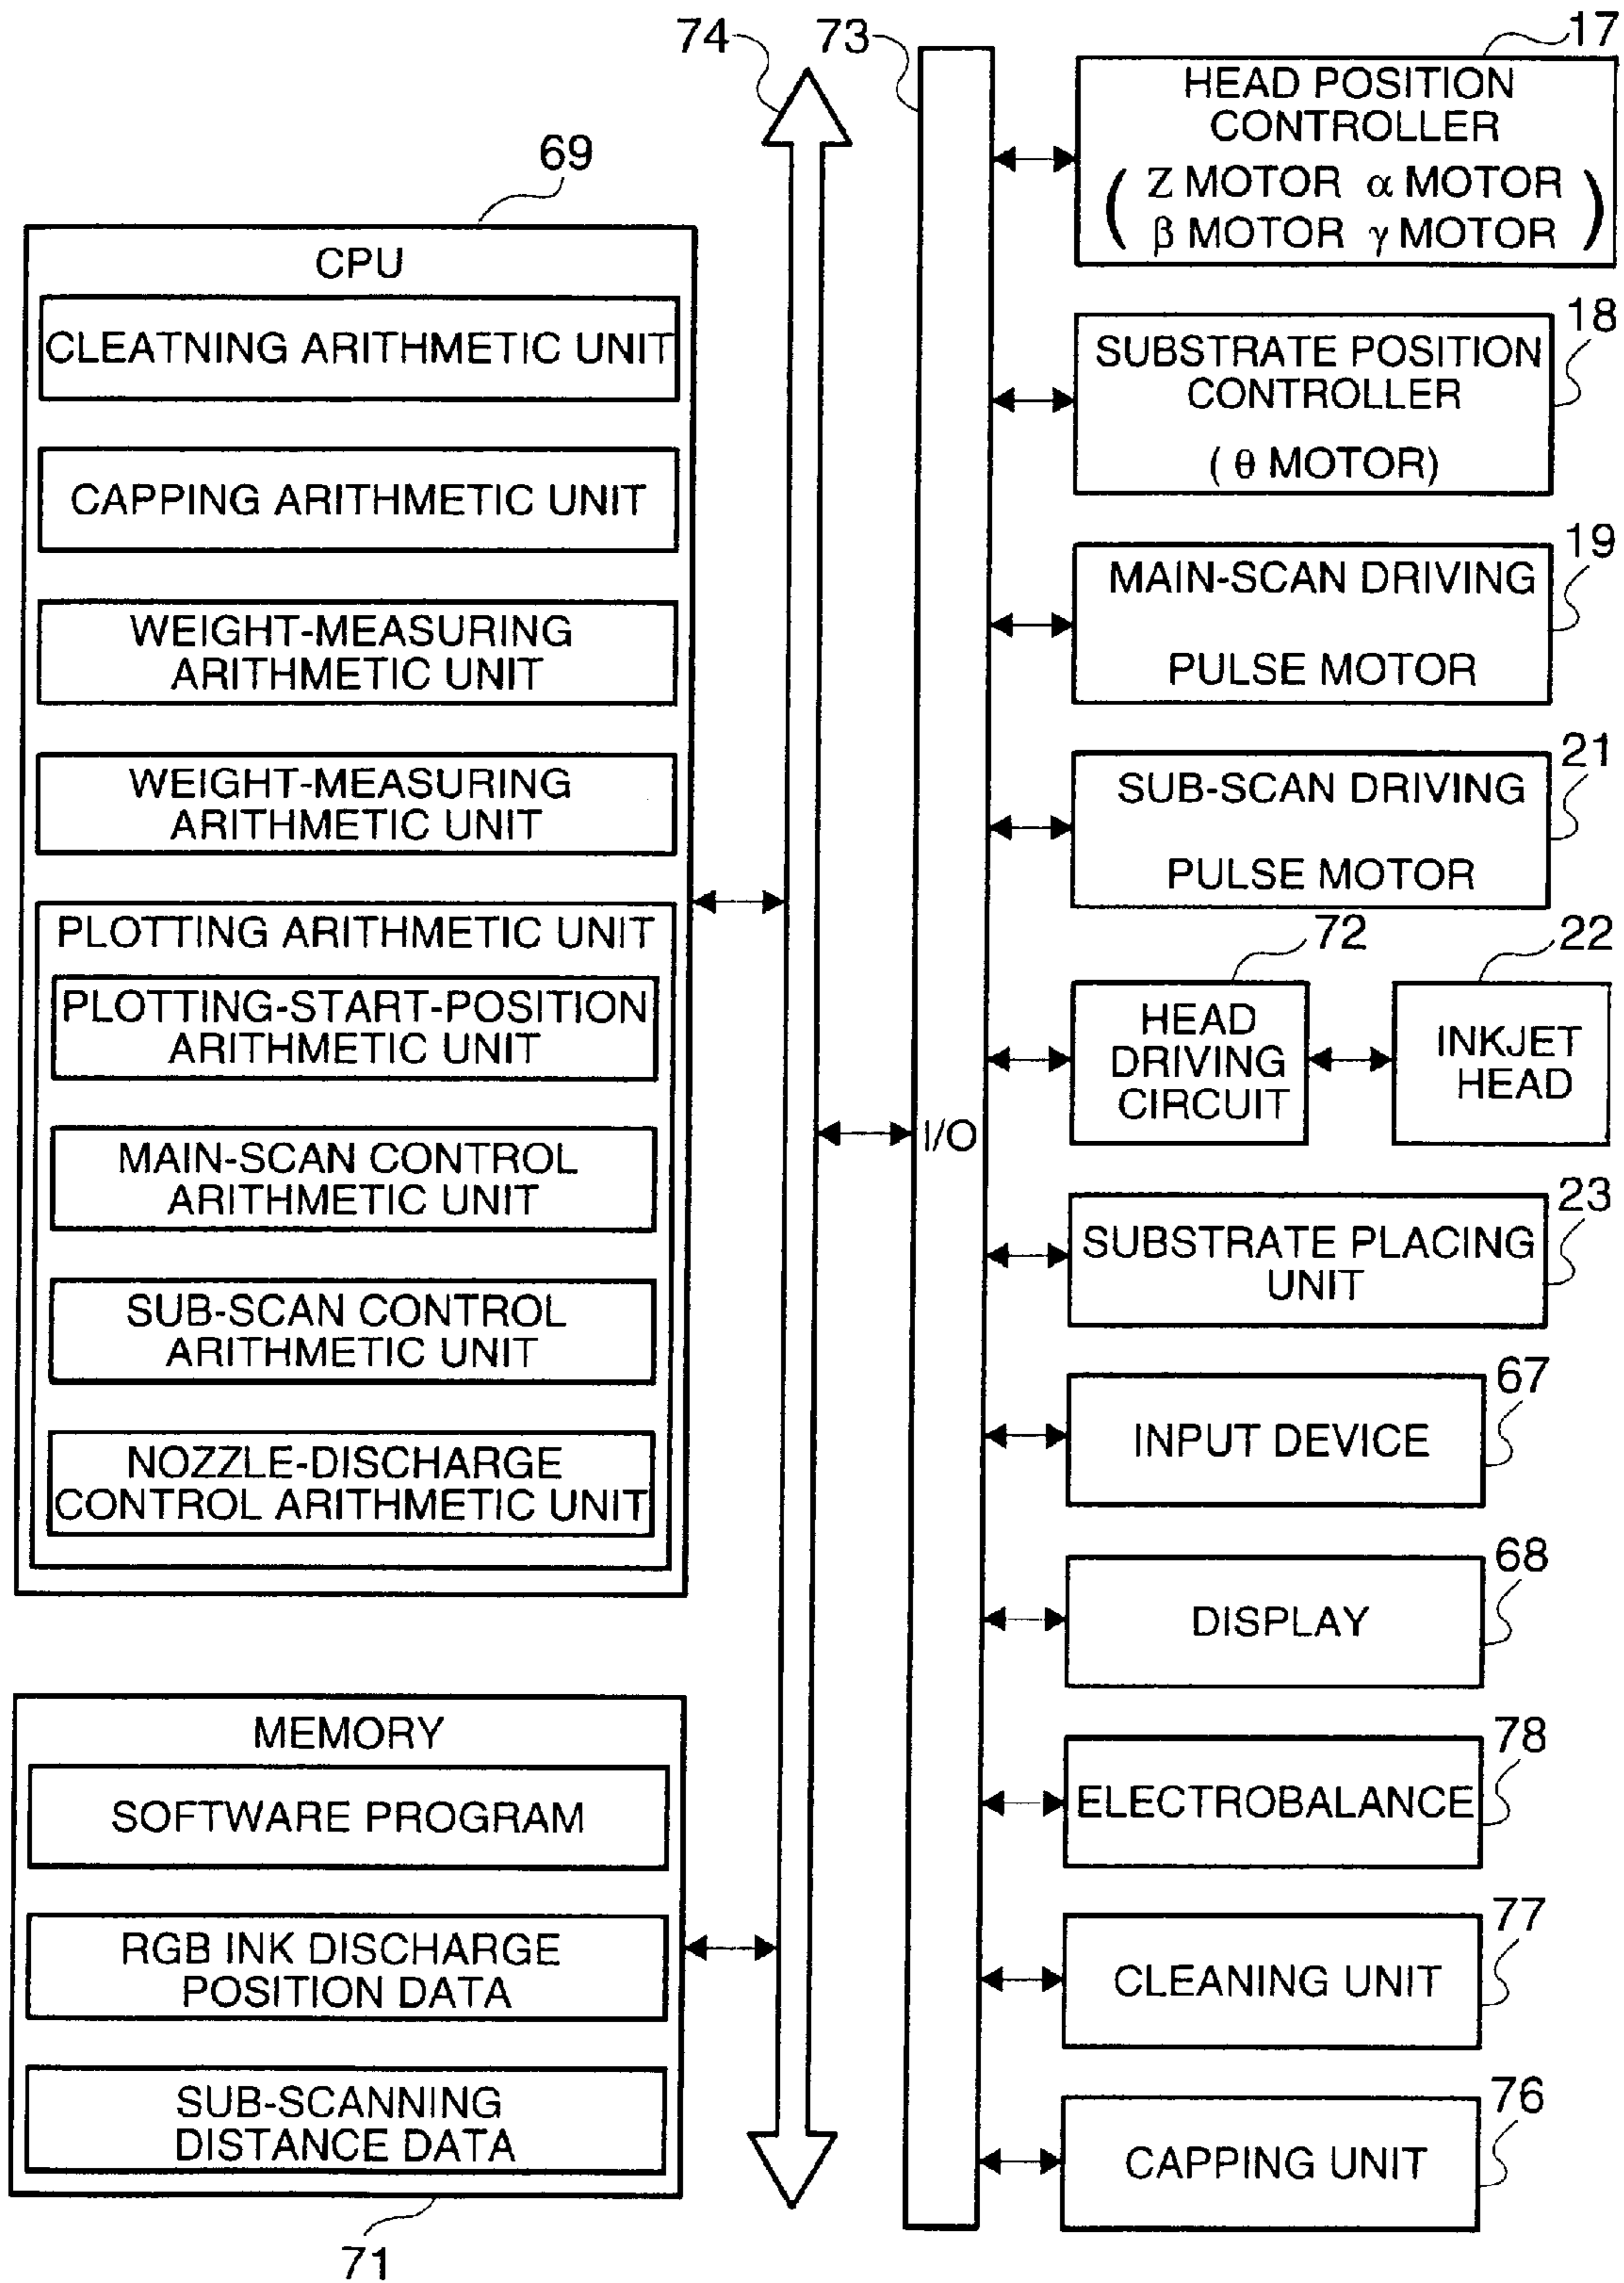 74
73
17
HEAD POSITION
CONTROLLER
( Z MOTOR α MOTOR
β MOTOR γ MOTOR )
69
CPU
CLEATNING ARITHMETIC UNIT
CAPPING ARITHMETIC UNIT
WEIGHT-MEASURING
ARITHMETIC UNIT
WEIGHT-MEASURING
ARITHMETIC UNIT
PLOTTING ARITHMETIC UNIT
PLOTTING-START-POSITION
ARITHMETIC UNIT
MAIN-SCAN CONTROL
ARITHMETIC UNIT
SUB-SCAN CONTROL
ARITHMETIC UNIT
NOZZLE-DISCHARGE
CONTROL ARITHMETIC UNIT
MEMORY
SOFTWARE PROGRAM
RGB INK DISCHARGE
POSITION DATA
SUB-SCANNING
DISTANCE DATA
71
I/O
18
SUBSTRATE POSITION
CONTROLLER
( θ MOTOR)
19
MAIN-SCAN DRIVING
PULSE MOTOR
21
SUB-SCAN DRIVING
PULSE MOTOR
72
HEAD
DRIVING
CIRCUIT
22
INKJET
HEAD
23
SUBSTRATE PLACING
UNIT
67
INPUT DEVICE
68
DISPLAY
78
ELECTROBALANCE
77
CLEANING UNIT
76
CAPPING UNIT